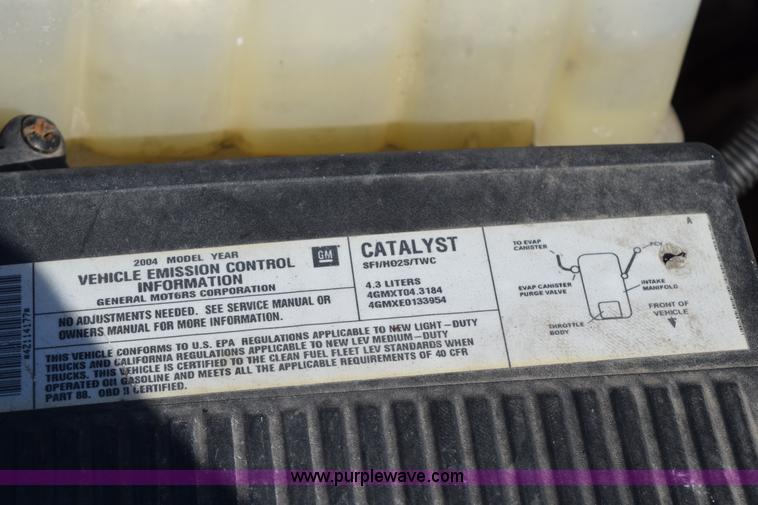 *42114177*
2004 MODEL YEAR
VEHICLE EMISSION CONTROL
INFORMATION
GENERAL MOTORS CORPORATION
GM
NO ADJUSTMENTS NEEDED. SEE SERVICE MANUAL OR
OWNERS MANUAL FOR MORE INFORMATION.
CATALYST
SFI/HO2S/TWC
4.3 LITERS
4GMXT04.3184
4GMXE0133954
THIS VEHICLE CONFORMS TO U.S. EPA REGULATIONS APPLICABLE TO NEW LIGHT-DUTY
TRUCKS AND CALIFORNIA REGULATIONS APPLICABLE TO NEW LEV MEDIUM-DUTY
TRUCKS. THIS VEHICLE IS CERTIFIED TO THE CLEAN FUEL FLEET LEV STANDARDS WHEN
OPERATED ON GASOLINE AND MEETS ALL THE APPLICABLE REQUIREMENTS OF 40 CFR
PART 88. OBD II CERTIFIED.
A
TO EVAP
CANISTER
PCV
EVAP CANISTER
PURGE VALVE
INTAKE
MANIFOLD
THROTTLE
BODY
FRONT OF
VEHICLE
www.purplewave.com